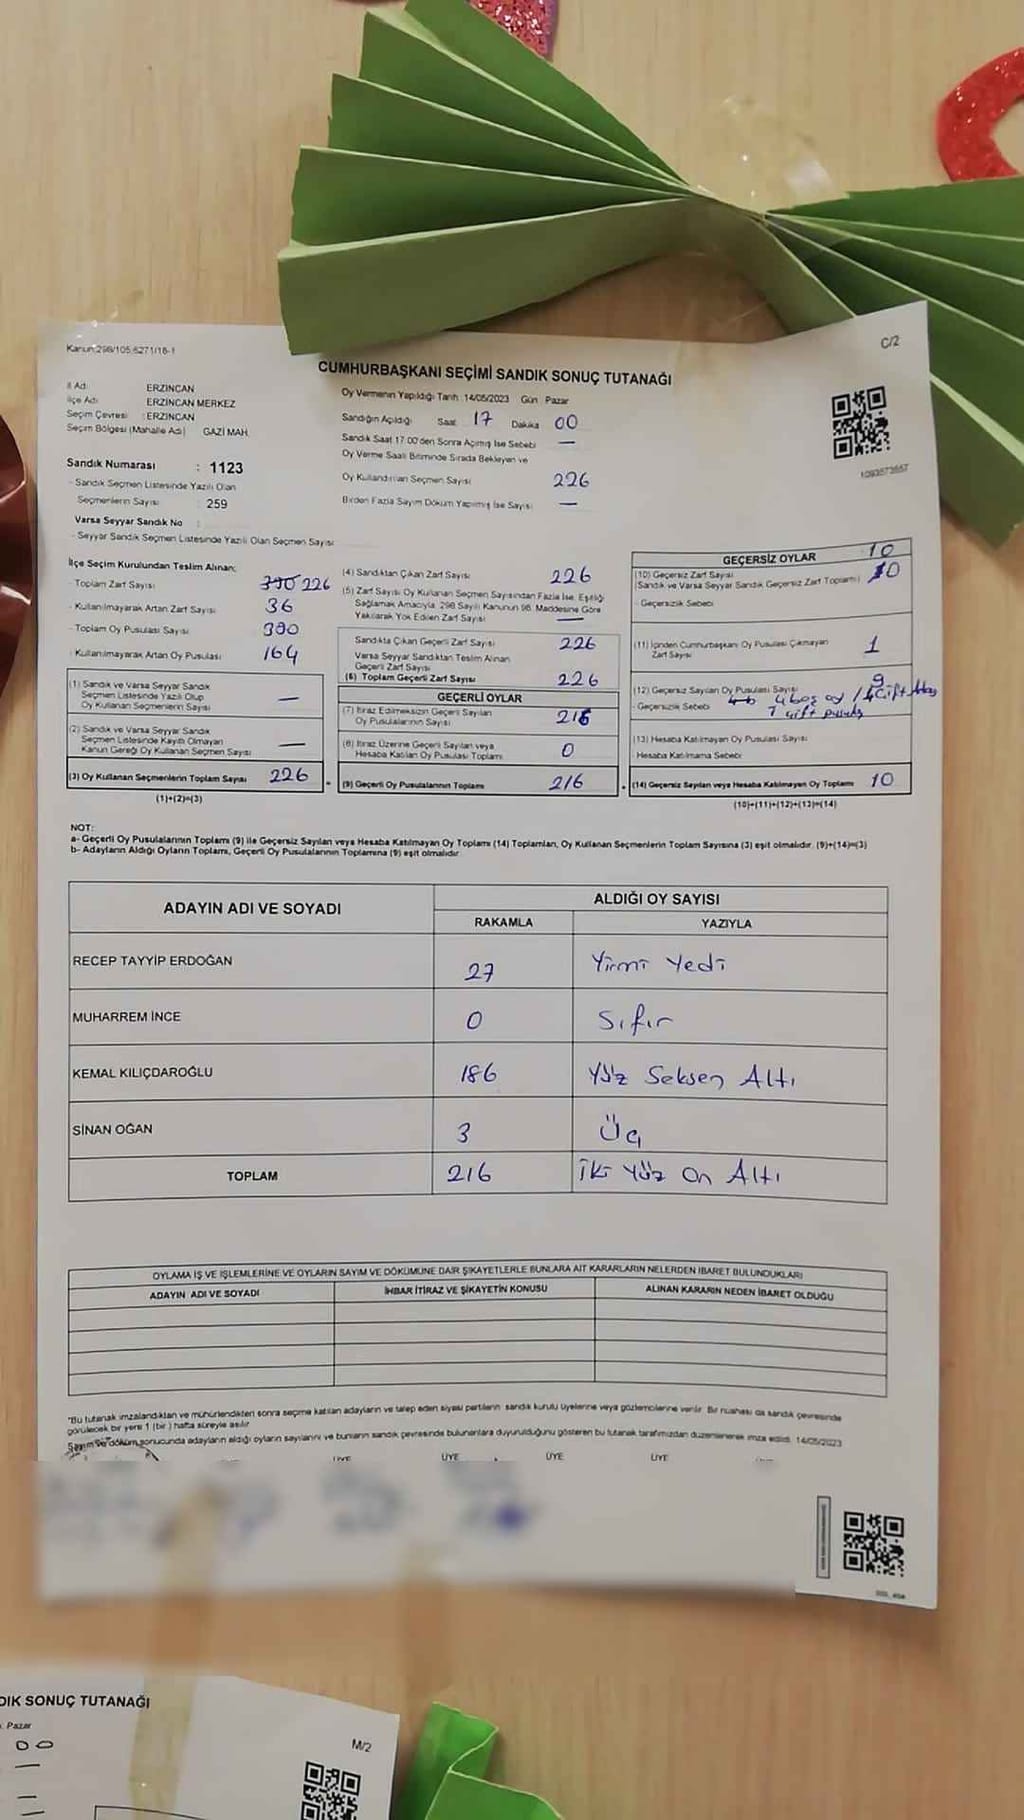 Kanun:298/105;6271/18-1
C/2
CUMHURBAŞKANI SEÇİMİ SANDIK SONUÇ TUTANAĞI
İl Adı ERZİNCAN
İlçe Adı ERZİNCAN MERKEZ
Seçim Çevresi : ERZİNCAN
Seçim Bölgesi (Mahalle Adı) GAZİ MAH.
Sandık Numarası : 1123
- Sandık Seçmen Listesinde Yazılı Olan
Seçmenlerin Sayısı 259
Varsa Seyyar Sandık No :
- Seyyar Sandık Seçmen Listesinde Yazılı Olan Seçmen Sayısı
Oy Vermenin Yapıldığı Tarih :14/05/2023 Gün Pazar
Sandığın Açıldığı Saat 17 Dakika 00
Sandık Saat 17.00'den Sonra Açılmış İse Sebebi —
Oy Verme Saati Bitiminde Sırada Bekleyen ve
Oy Kullandırılan Seçmen Sayısı 226
Birden Fazla Sayım Döküm Yapılmış İse Sayısı —
1093573557
İlçe Seçim Kurulundan Teslim Alınan:
- Toplam Zarf Sayısı 390 226
- Kullanılmayarak Artan Zarf Sayısı 36
- Toplam Oy Pusulası Sayısı 390
- Kullanılmayarak Artan Oy Pusulası 164
(1) Sandık ve Varsa Seyyar Sandık
Seçmen Listesinde Yazılı Olup
Oy Kullanan Seçmenlerin Sayısı —
(2) Sandık ve Varsa Seyyar Sandık
Seçmen Listesinde Kayıtlı Olmayan
Kanun Gereği Oy Kullanan Seçmen Sayısı —
(3) Oy Kullanan Seçmenlerin Toplam Sayısı 226
(1)+(2)=(3)
(4) Sandıktan Çıkan Zarf Sayısı 226
(5) Zarf Sayısı Oy Kullanan Seçmen Sayısından Fazla İse, Eşitliği
Sağlamak Amacıyla, 298 Sayılı Kanunun 98. Maddesine Göre
Yakılarak Yok Edilen Zarf Sayısı —
Sandıkta Çıkan Geçerli Zarf Sayısı 226
Varsa Seyyar Sandıktan Teslim Alınan
Geçerli Zarf Sayısı
(6) Toplam Geçerli Zarf Sayısı 226
GEÇERLİ OYLAR
(7) İtiraz Edilmeksizin Geçerli Sayılan
Oy Pusulalarının Sayısı 216
(8) İtiraz Üzerine Geçerli Sayılan veya
Hesaba Katılan Oy Pusulası Toplamı 0
(9) Geçerli Oy Pusulalarının Toplamı 216
GEÇERSİZ OYLAR 10
(10) Geçersiz Zarf Sayısı
(Sandık ve Varsa Seyyar Sandık Geçersiz Zarf Toplamı) 10
- Geçersizlik Sebebi
(11) İçinden Cumhurbaşkanı Oy Pusulası Çıkmayan
Zarf Sayısı 1
(12) Geçersiz Sayılan Oy Pusulası Sayısı 9
- Geçersizlik Sebebi 4 boş oy / 4 Çift
1 çift pusula
(13) Hesaba Katılmayan Oy Pusulası Sayısı
Hesaba Katılmama Sebebi
(14) Geçersiz Sayılan veya Hesaba Katılmayan Oy Toplamı 10
(10)+(11)+(12)+(13)=(14)
NOT:
a- Geçerli Oy Pusulalarının Toplamı (9) ile Geçersiz Sayılan veya Hesaba Katılmayan Oy Toplamı (14) Toplamları, Oy Kullanan Seçmenlerin Toplam Sayısına (3) eşit olmalıdır. (9)+(14)=(3)
b- Adayların Aldığı Oyların Toplamı, Geçerli Oy Pusulalarının Toplamına (9) eşit olmalıdır.
ADAYIN ADI VE SOYADI ALDIĞI OY SAYISI
RAKAMLA YAZIYLA
RECEP TAYYİP ERDOĞAN 27 Yirmi Yedi
MUHARREM İNCE 0 Sıfır
KEMAL KILIÇDAROĞLU 186 Yüz Seksen Altı
SİNAN OĞAN 3 Üç
TOPLAM 216 İki Yüz On Altı
OYLAMA İŞ VE İŞLEMLERİNE VE OYLARIN SAYIM VE DÖKÜMÜNE DAİR ŞİKAYETLERLE BUNLARA AİT KARARLARIN NELERDEN İBARET BULUNDUKLARI
ADAYIN ADI VE SOYADI İHBAR İTİRAZ VE ŞİKAYETİN KONUSU ALINAN KARARIN NEDEN İBARET OLDUĞU
*Bu tutanak imzalandıktan ve mühürlendikten sonra seçime katılan adayların ve talep eden siyasi partilerin sandık kurulu üyelerine veya gözlemcilerine verilir. Bir nüshası da sandık çevresinde
görülecek bir yere 1 (bir ) hafta süreyle asılır.
Sayım ve döküm sonucunda adayların aldığı oyların sayılarını ve bunların sandık çevresinde bulunanlara duyurulduğunu gösteren bu tutanak tarafımızdan düzenlenerek imza edildi. 14/05/2023
ÜYE ÜYE ÜYE ÜYE
DIK SONUÇ TUTANAĞI
Pazar
00
M/2